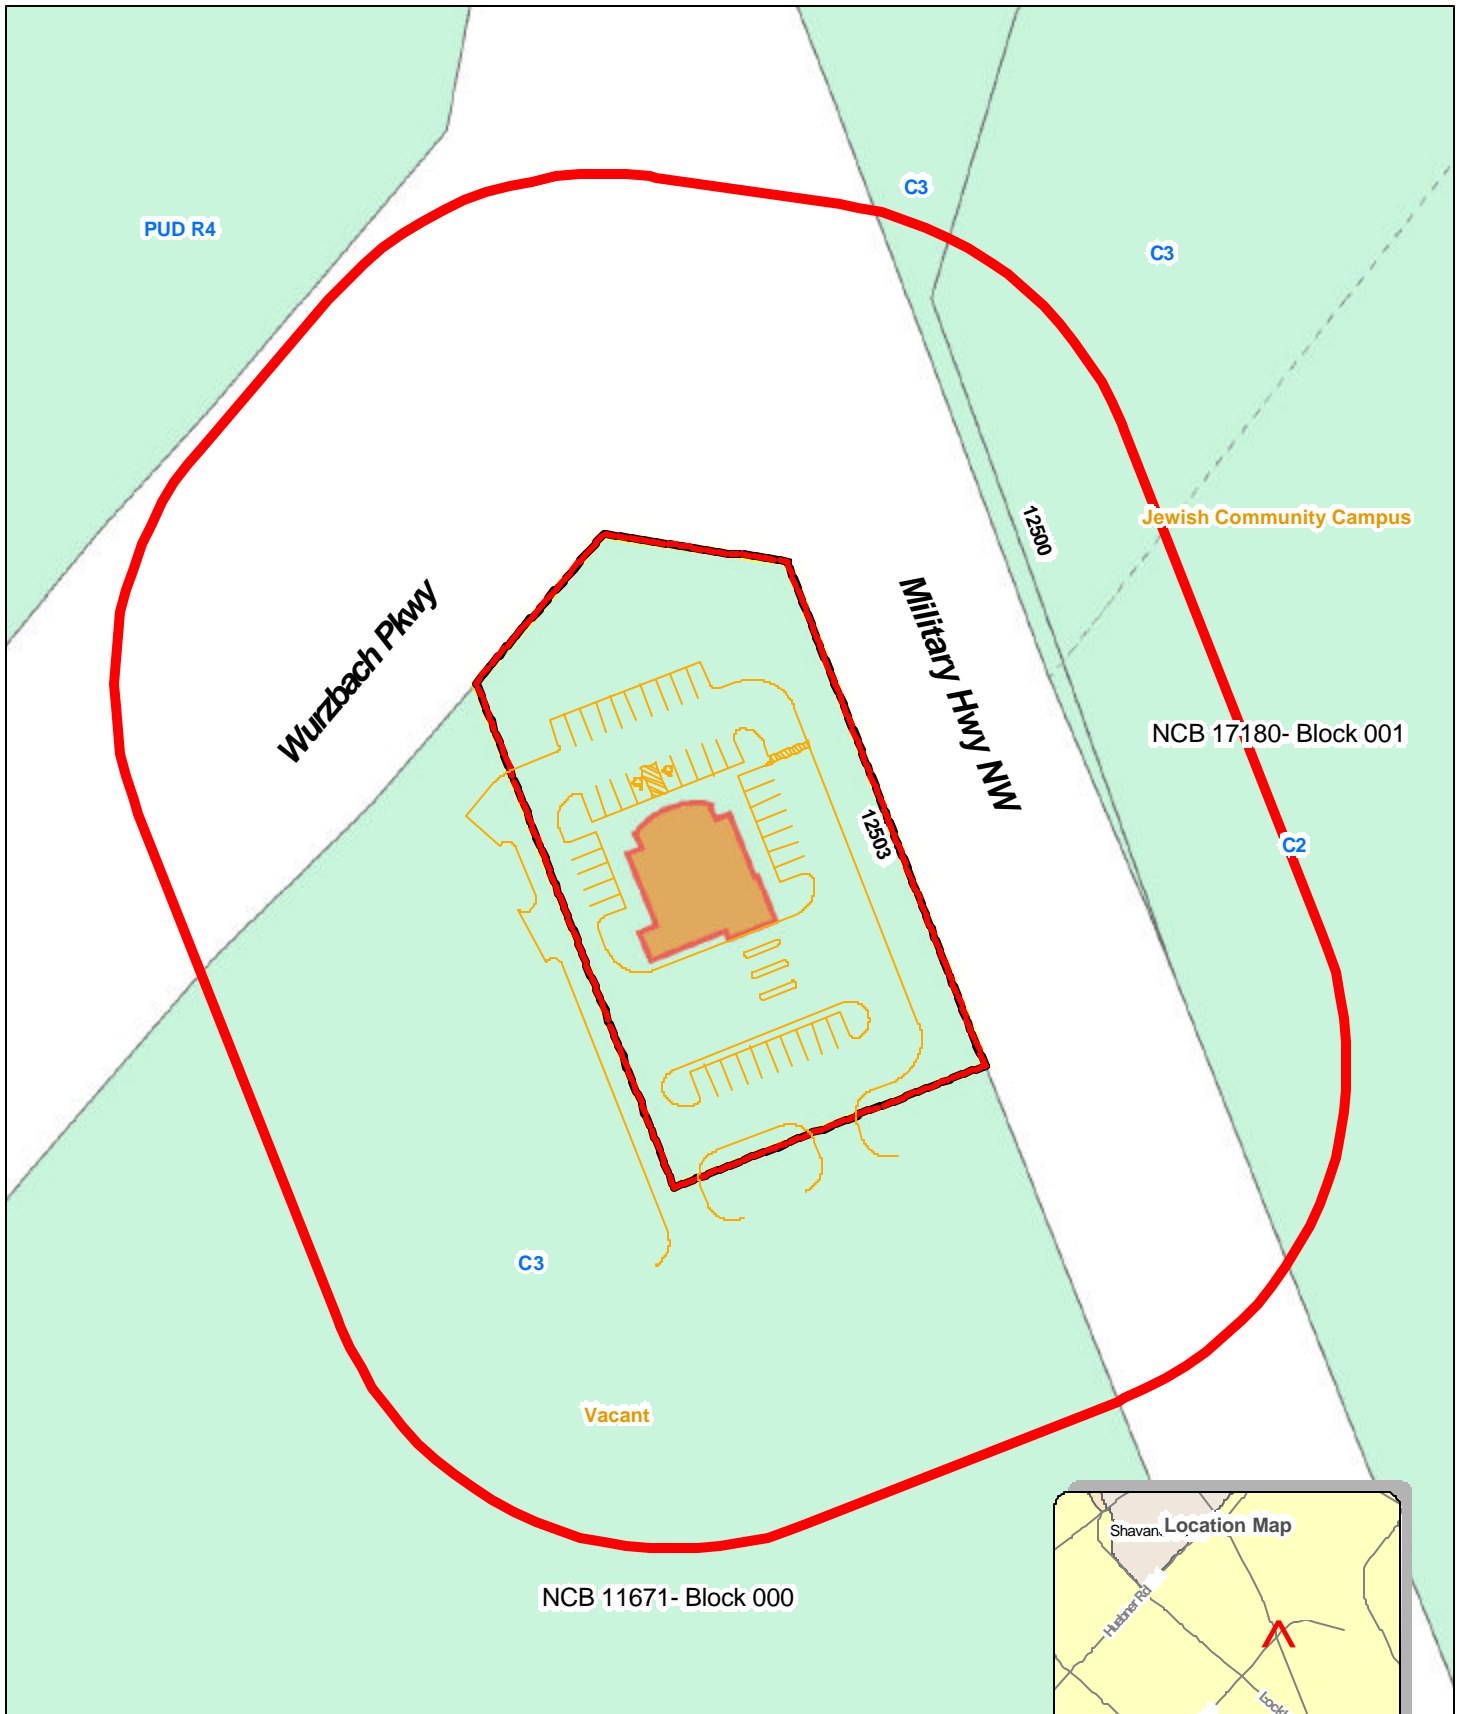 C3
PUD R4
C3
Jewish Community Campus
12500
Wurzbach Pkwy
Military Hwy NW
NCB 17180- Block 001
12503
C2
C3
Vacant
Location Map
Huebner Rd
NCB 11671- Block 000